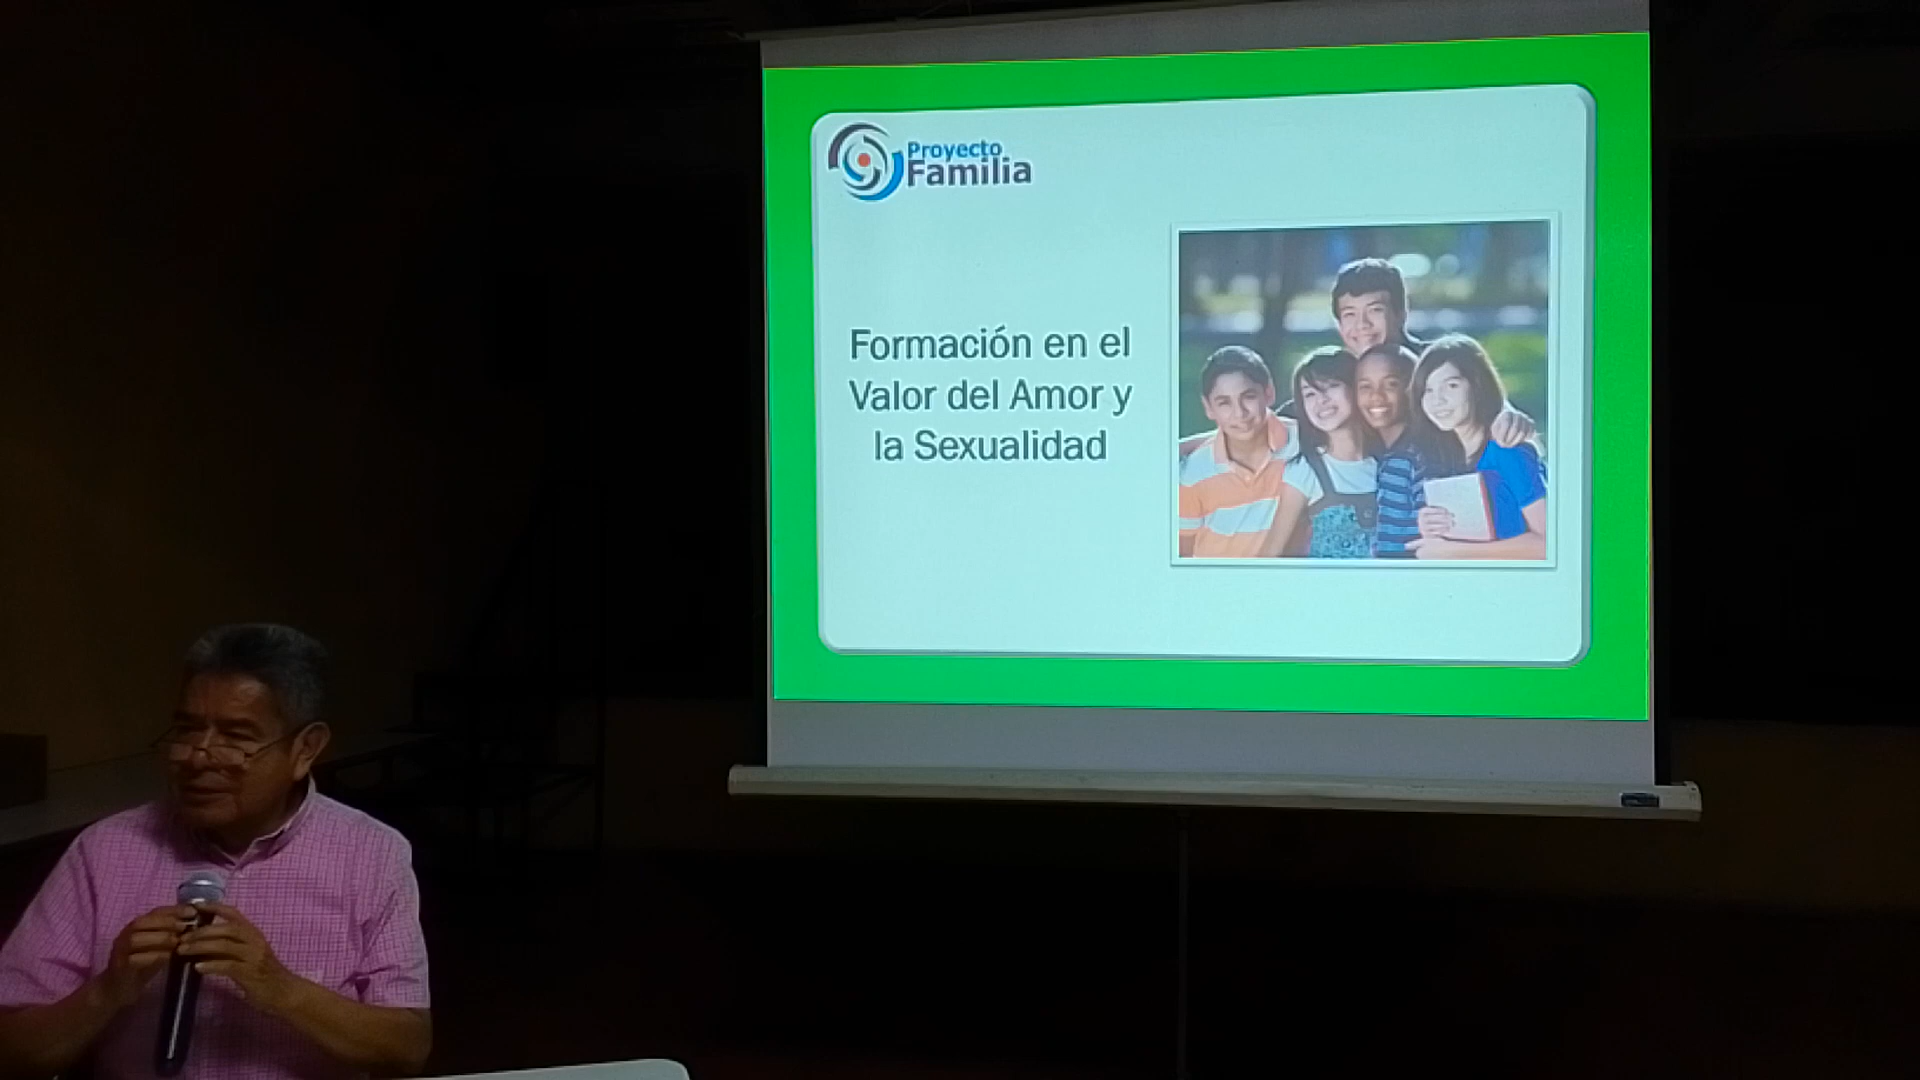 Proyecto
Familia
Formación en el
Valor del Amor y
la Sexualidad